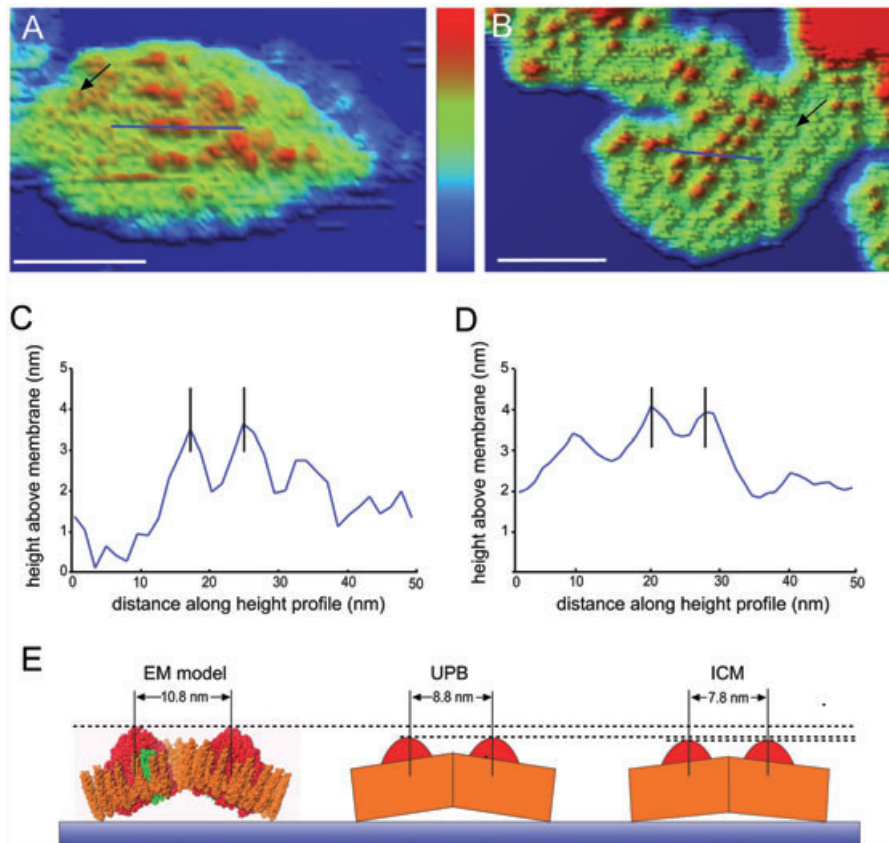 A
B
C
D
5
4
3
2
1
0
0 10 20 30 40 50
height above membrane (nm)
distance along height profile (nm)
5
4
3
2
1
0 10 20 30 40 50
height above membrane (nm)
distance along height profile (nm)
E
EM model UPB ICM
10.8 nm 8.8 nm 7.8 nm